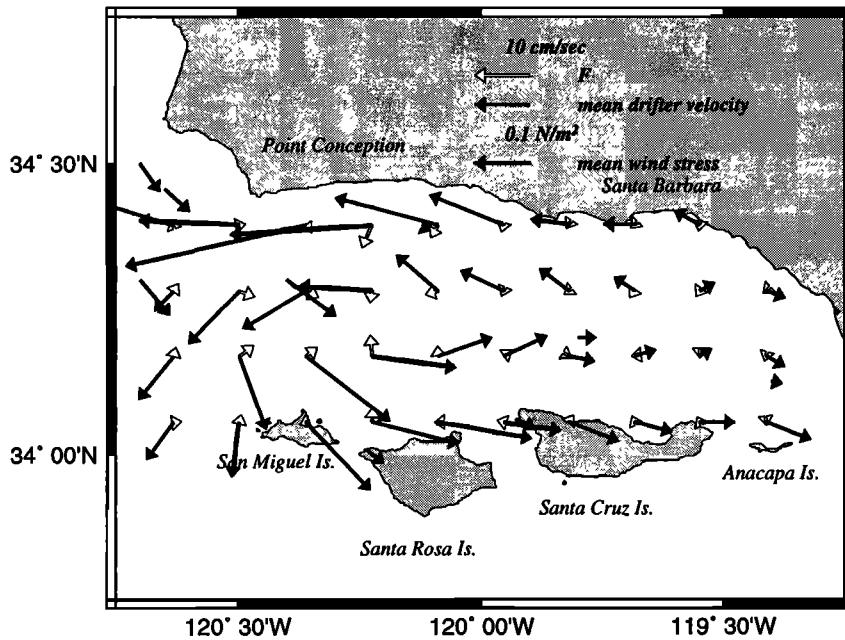 10 cm/sec
F
mean drifter velocity
0.1 N/m²
mean wind stress
Point Conception
Santa Barbara
34° 30'N
34° 00'N
San Miguel Is.
Santa Rosa Is.
Santa Cruz Is.
Anacapa Is.
120° 30'W
120° 00'W
119° 30'W